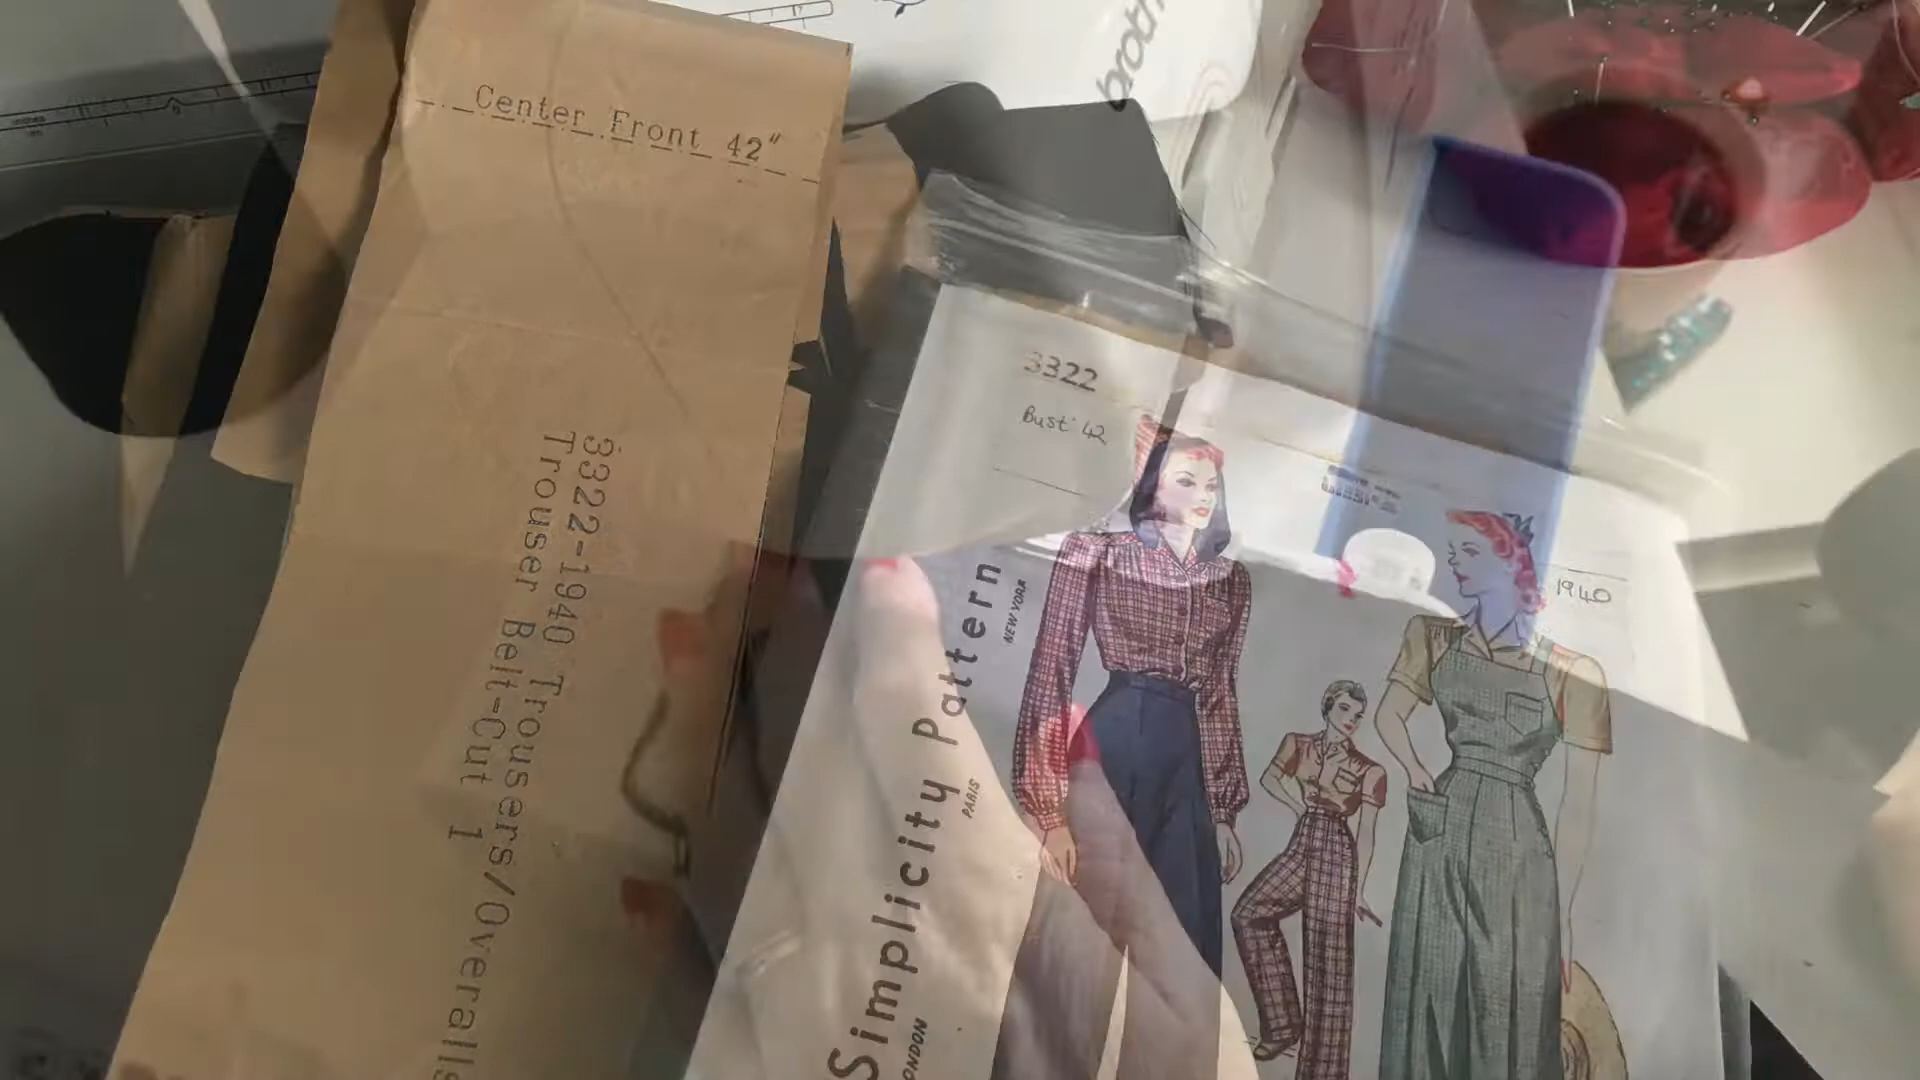 Center Front 42"
3322-1940 Trousers/Overalls
Trouser Belt-Cut 1
broth
3322
Bust 42
1940
Simplicity Pattern
NEW YORK
PARIS
LONDON